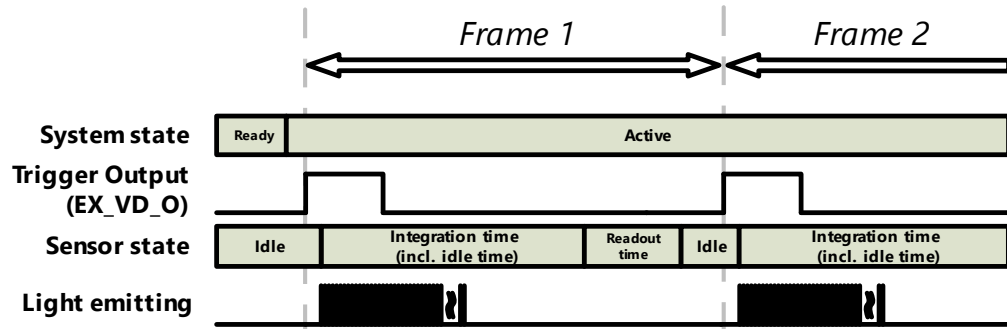 Frame 1 Frame 2
System state Ready Active
Trigger Output
(EX_VD_O)
Sensor state Idle Integration time
(incl. idle time) Readout
time Idle Integration time
(incl. idle time)
Light emitting